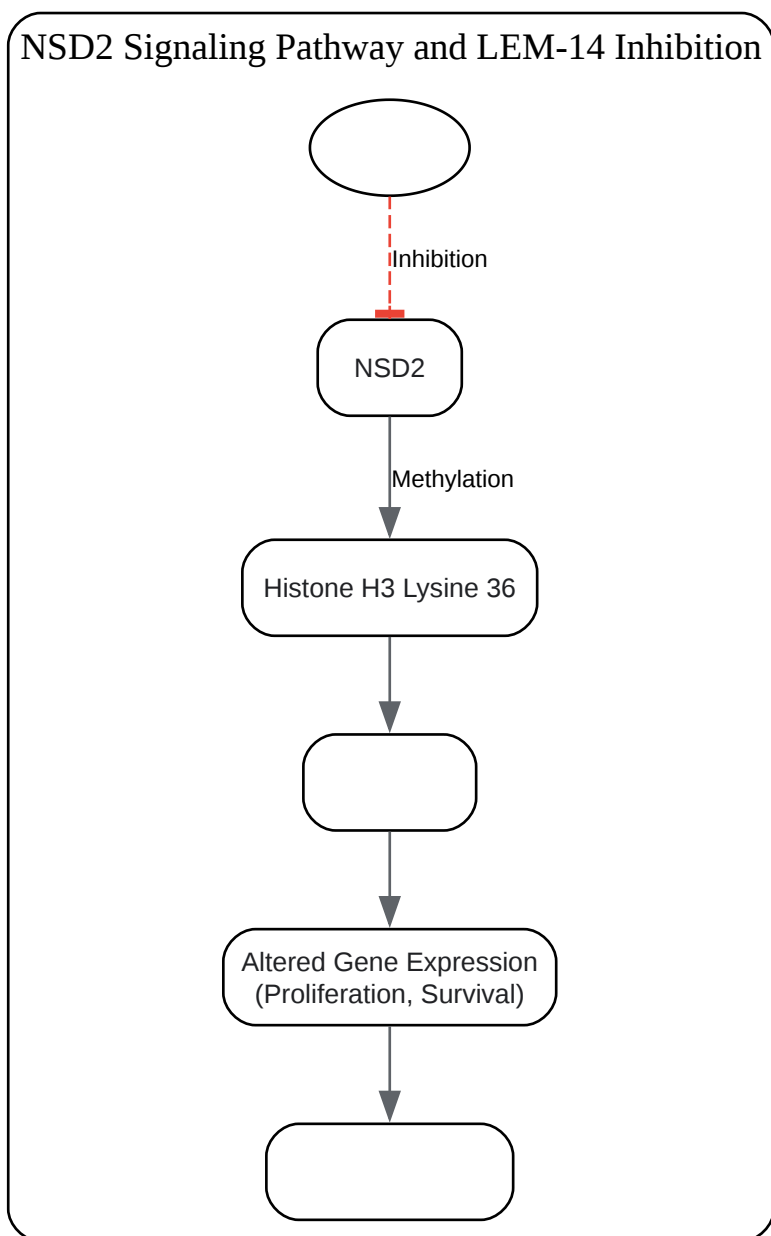 NSD2 Signaling Pathway and LEM-14 Inhibition
Inhibition
NSD2
Methylation
Histone H3 Lysine 36
Altered Gene Expression
(Proliferation, Survival)